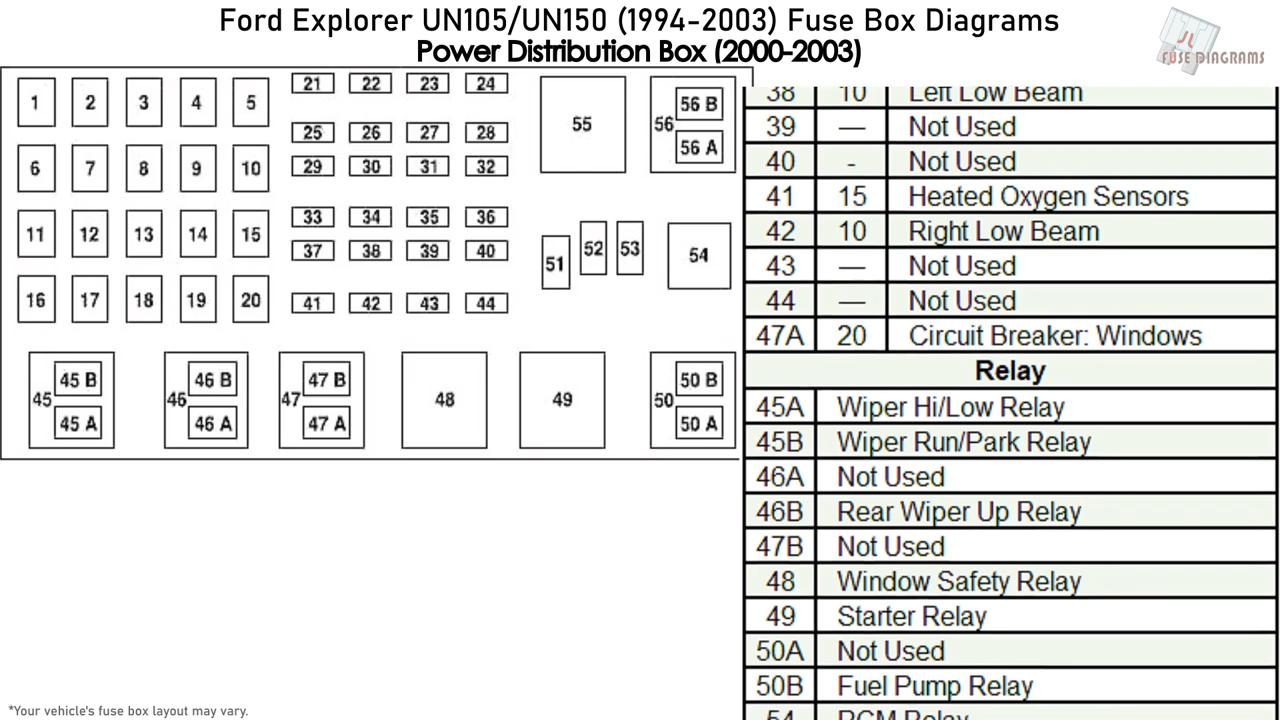 Ford Explorer UN105/UN150 (1994-2003) Fuse Box Diagrams
Power Distribution Box (2000-2003)
FUSE DIAGRAMS
1 2 3 4 5 21 22 23 24
25 26 27 28
6 7 8 9 10 29 30 31 32
33 34 35 36
11 12 13 14 15 37 38 39 40
16 17 18 19 20 41 42 43 44
55 56 56 B
56 A
51 52 53 54
45 45 B
45 A
46 46 B
46 A
47 47 B
47 A
48 49
50 50 B
50 A
38 10 Left Low Beam
39 — Not Used
40 - Not Used
41 15 Heated Oxygen Sensors
42 10 Right Low Beam
43 — Not Used
44 — Not Used
47A 20 Circuit Breaker: Windows
Relay
45A Wiper Hi/Low Relay
45B Wiper Run/Park Relay
46A Not Used
46B Rear Wiper Up Relay
47B Not Used
48 Window Safety Relay
49 Starter Relay
50A Not Used
50B Fuel Pump Relay
54 PCM Relay
*Your vehicle's fuse box layout may vary.